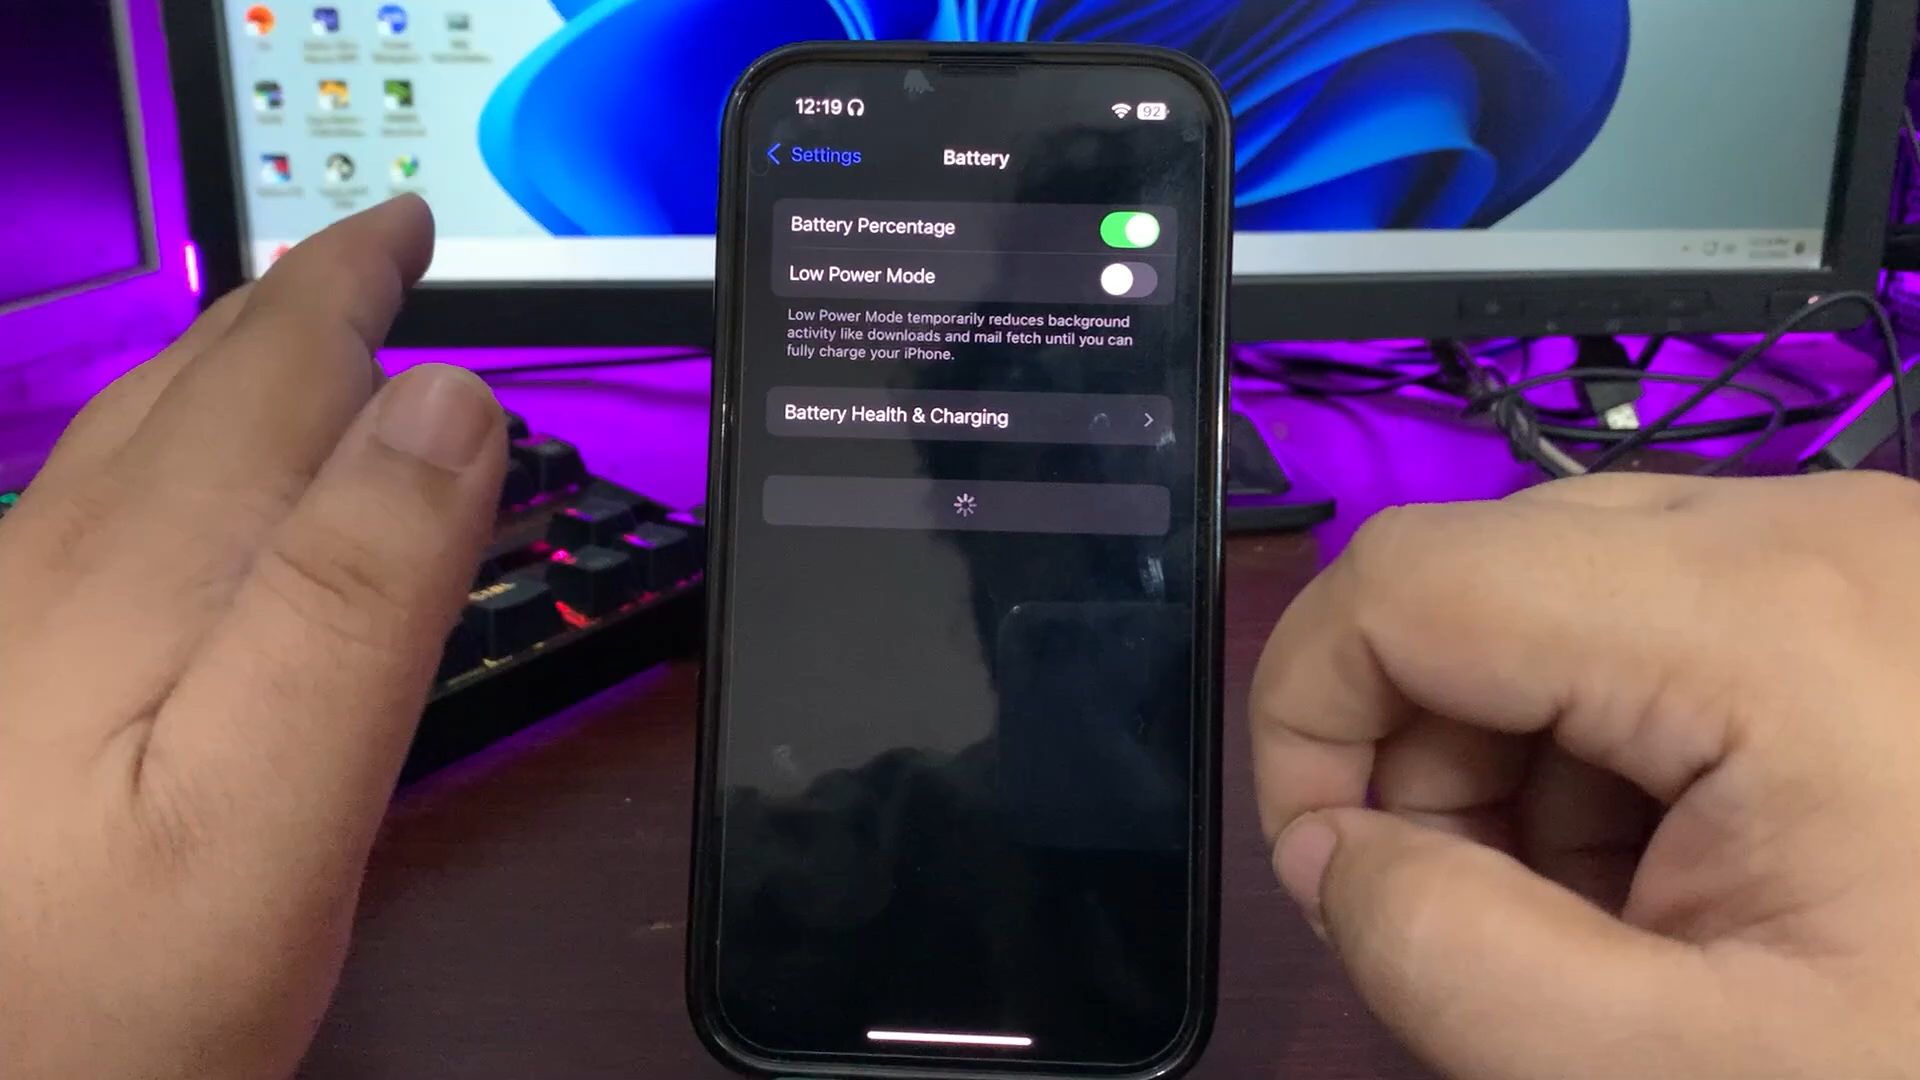 12:19
92
Settings
Battery
Battery Percentage
Low Power Mode
Low Power Mode temporarily reduces background
activity like downloads and mail fetch until you can
fully charge your iPhone.
Battery Health & Charging